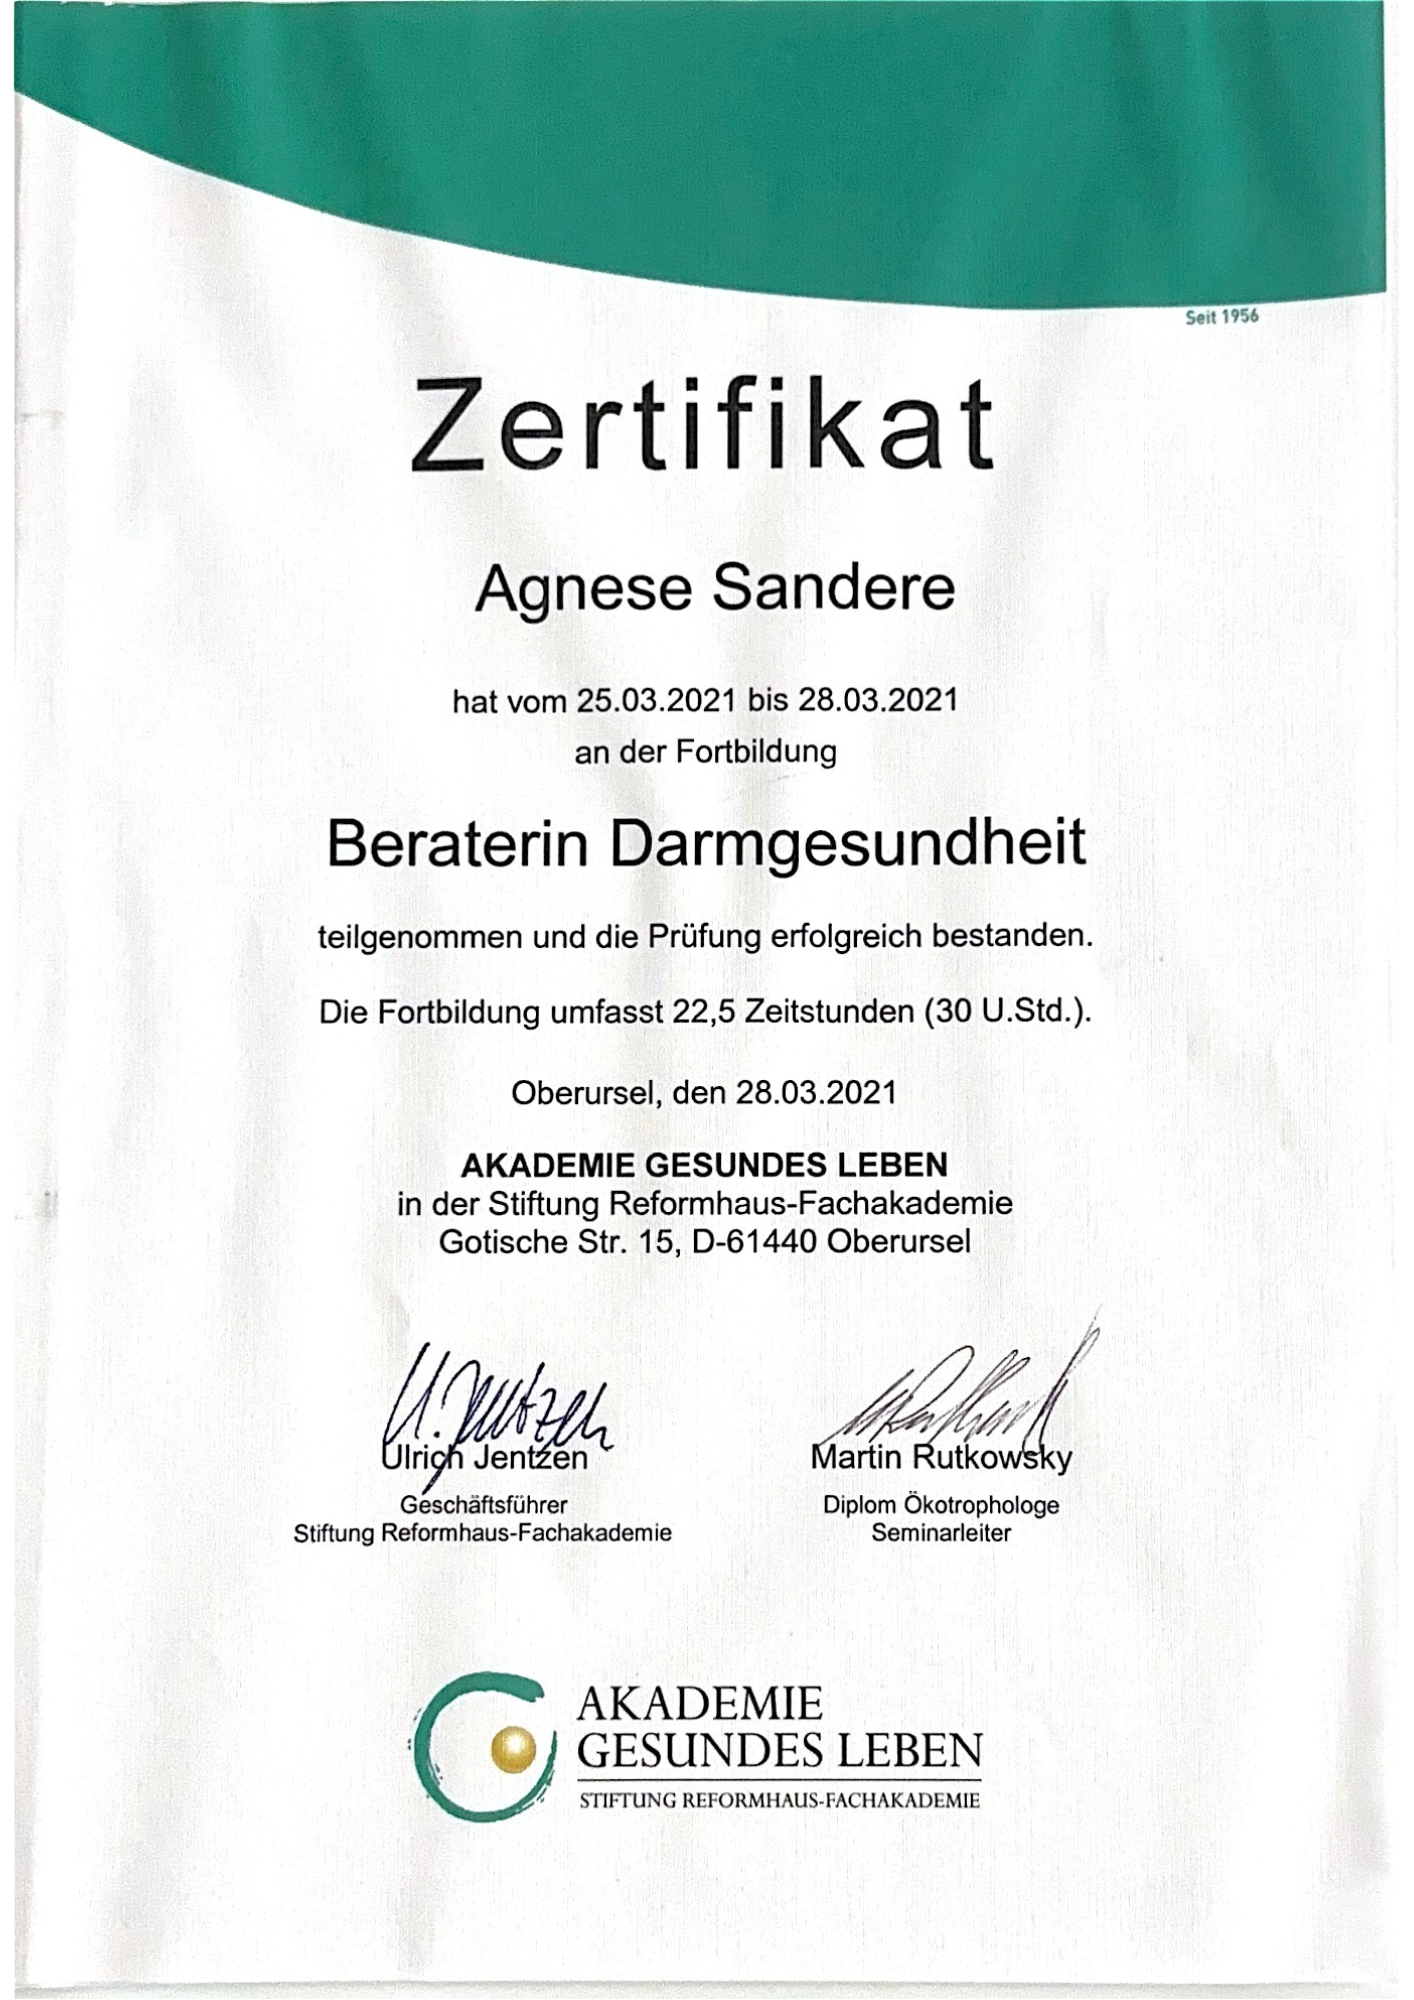 Seit 1956
Zertifikat
Agnese Sandere
hat vom 25.03.2021 bis 28.03.2021
an der Fortbildung
Beraterin Darmgesundheit
teilgenommen und die Prüfung erfolgreich bestanden.
Die Fortbildung umfasst 22,5 Zeitstunden (30 U.Std.).
Oberursel, den 28.03.2021
AKADEMIE GESUNDES LEBEN
in der Stiftung Reformhaus-Fachakademie
Gotische Str. 15, D-61440 Oberursel
U. Jentzen
Ulrich Jentzen
Geschäftsführer
Stiftung Reformhaus-Fachakademie
Martin Rutkowsky
Diplom Ökotrophologe
Seminarleiter
AKADEMIE
GESUNDES LEBEN
STIFTUNG REFORMHAUS-FACHAKADEMIE